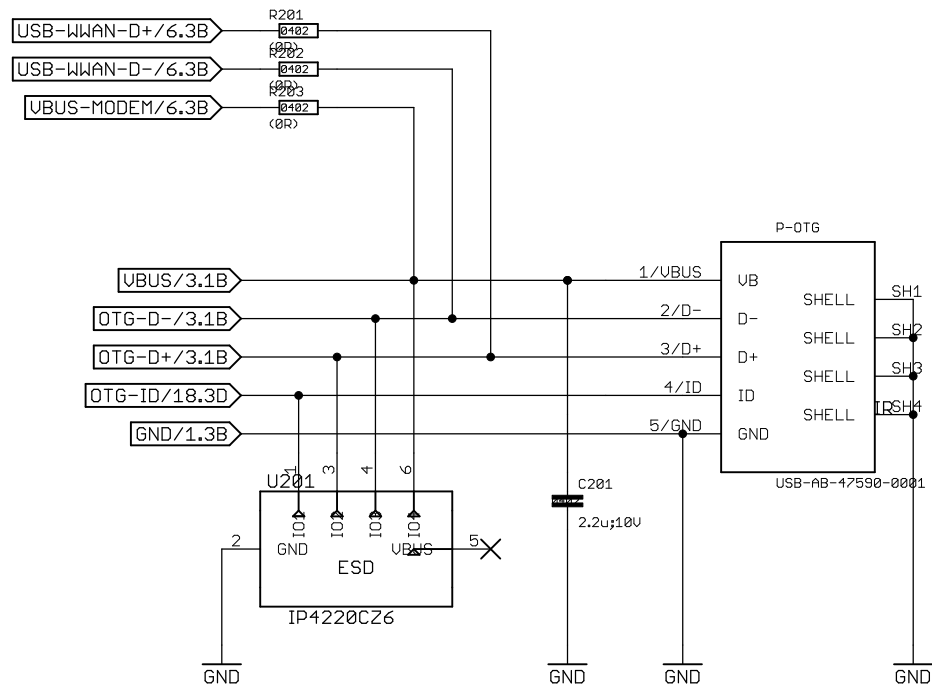 R201
USB-WWAN-D+/6.3B
0402
(0R)
R202
USB-WWAN-D-/6.3B
0402
(0R)
R203
VBUS-MODEM/6.3B
0402
(0R)
P-OTG
VBUS/3.1B
1/VBUS
VB
SHELL
SH1
OTG-D-/3.1B
2/D-
D-
SHELL
SH2
OTG-D+/3.1B
3/D+
D+
SHELL
SH3
OTG-ID/18.3D
4/ID
ID
SHELL
SH4
GND/1.3B
5/GND
GND
USB-AB-47590-0001
U201
1
3
4
6
IO1
IO2
IO3
IO4
2
GND
VBUS
5
ESD
IP4220CZ6
C201
0402
2.2u;10V
GND
GND
GND
GND